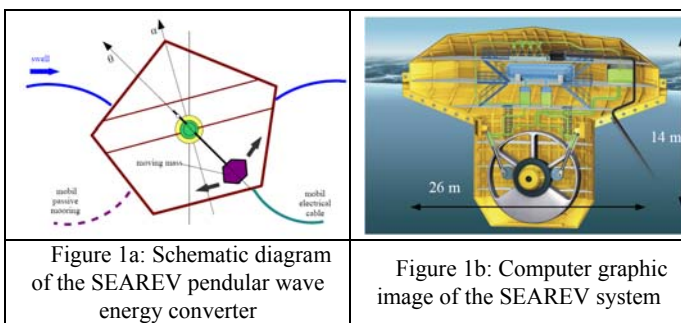 α
θ
swell
moving mass
mobil
passive
mooring
mobil
electrical
cable
14 m
26 m
Figure 1a: Schematic diagram
of the SEAREV pendular wave
energy converter
Figure 1b: Computer graphic
image of the SEAREV system